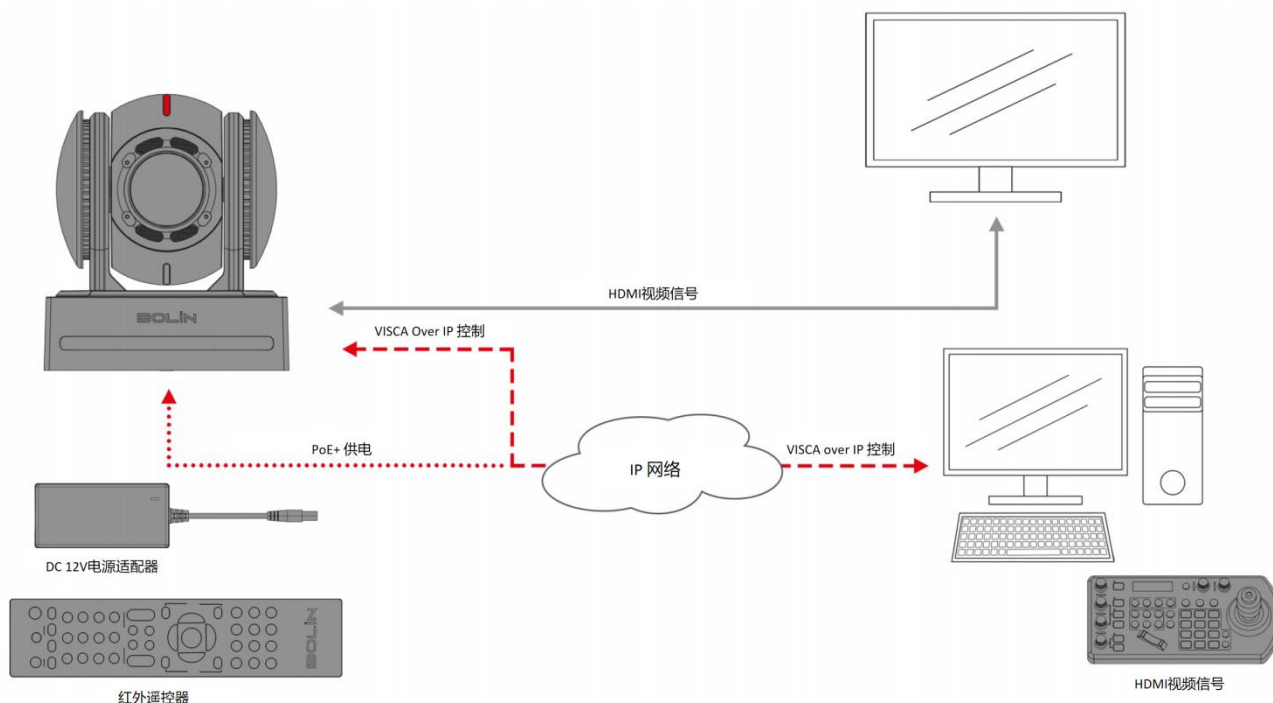 BOLIN
HDMI视频信号
VISCA Over IP 控制
PoE+ 供电
IP 网络
VISCA over IP 控制
DC 12V电源适配器
BOLIN
红外遥控器
HDMI视频信号